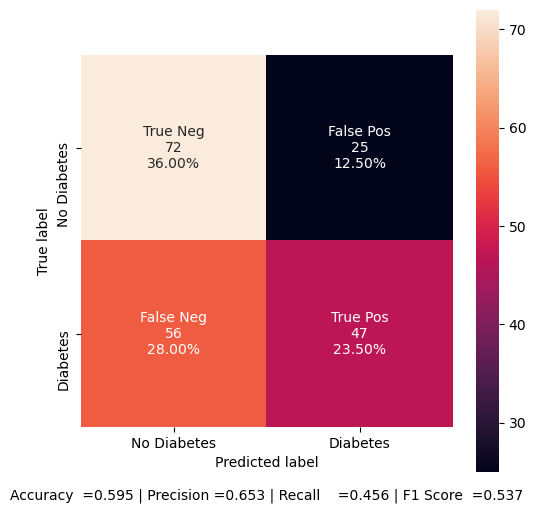 True Neg
72
36.00%
False Pos
25
12.50%
False Neg
56
28.00%
True Pos
47
23.50%
True label
No Diabetes
Diabetes
No Diabetes
Diabetes
Predicted label
70
60
50
40
30
Accuracy  =0.595 | Precision =0.653 | Recall    =0.456 | F1 Score  =0.537